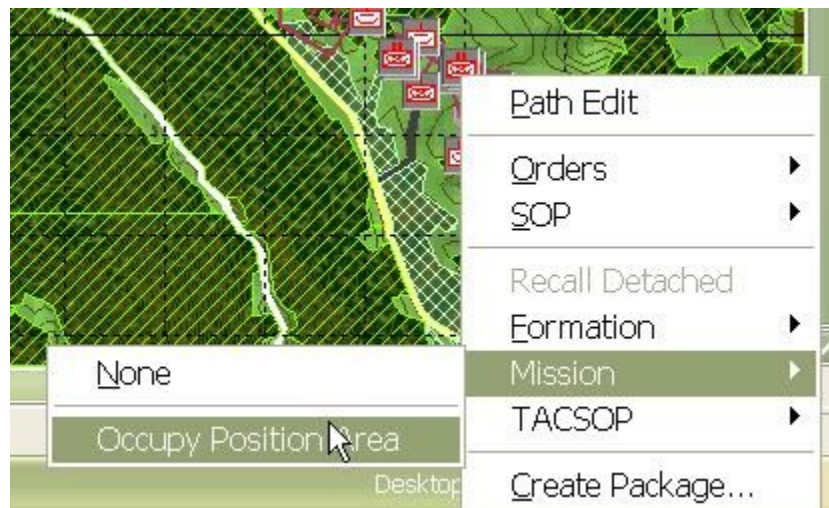 Path Edit
Orders
SOP
Recall Detached
Formation
Mission
TACSOP
Create Package...
None
Occupy Position Area
Desktop